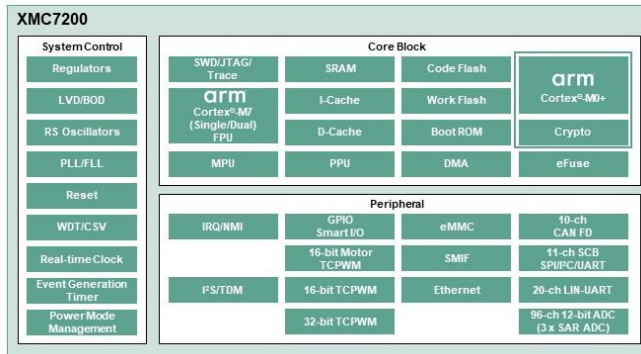 XMC7200
System Control
Regulators
LVD/BOD
RS Oscillators
PLL/FLL
Reset
WDT/CSV
Real-time Clock
Event Generation
Timer
Power Mode
Management
Core Block
SWD/JTAG/
Trace
arm
Cortex®-M7
(Single/Dual)
FPU
MPU
SRAM
I-Cache
D-Cache
PPU
Code Flash
Work Flash
Boot ROM
DMA
arm
Cortex®-M0+
Crypto
eFuse
Peripheral
IRQ/NMI
I²S/TDM
GPIO
Smart I/O
16-bit Motor
TCPWM
16-bit TCPWM
32-bit TCPWM
eMMC
SMIF
Ethernet
10-ch
CAN FD
11-ch SCB
SPI/I²C/UART
20-ch LIN-UART
96-ch 12-bit ADC
(3 x SAR ADC)